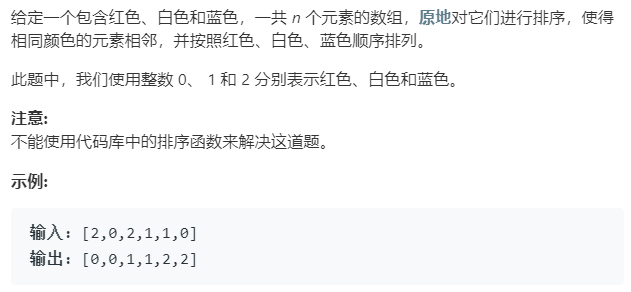 给定一个包含红色、白色和蓝色，一共 n 个元素的数组，原地对它们进行排序，使得
相同颜色的元素相邻，并按照红色、白色、蓝色顺序排列。
此题中，我们使用整数 0、 1 和 2 分别表示红色、白色和蓝色。
注意:
不能使用代码库中的排序函数来解决这道题。
示例:
输入: [2,0,2,1,1,0]
输出: [0,0,1,1,2,2]